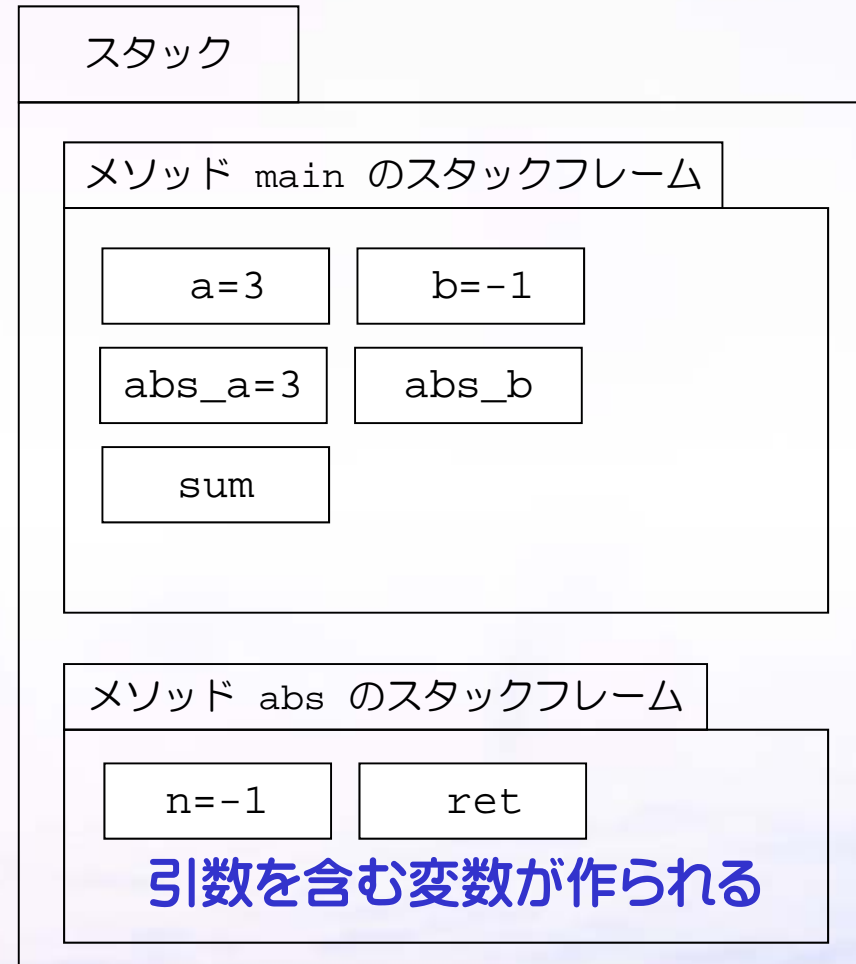 スタック
メソッド main のスタックフレーム
a=3 b=-1
abs_a=3 abs_b
sum
メソッド abs のスタックフレーム
n=-1 ret
引数を含む変数が作られる